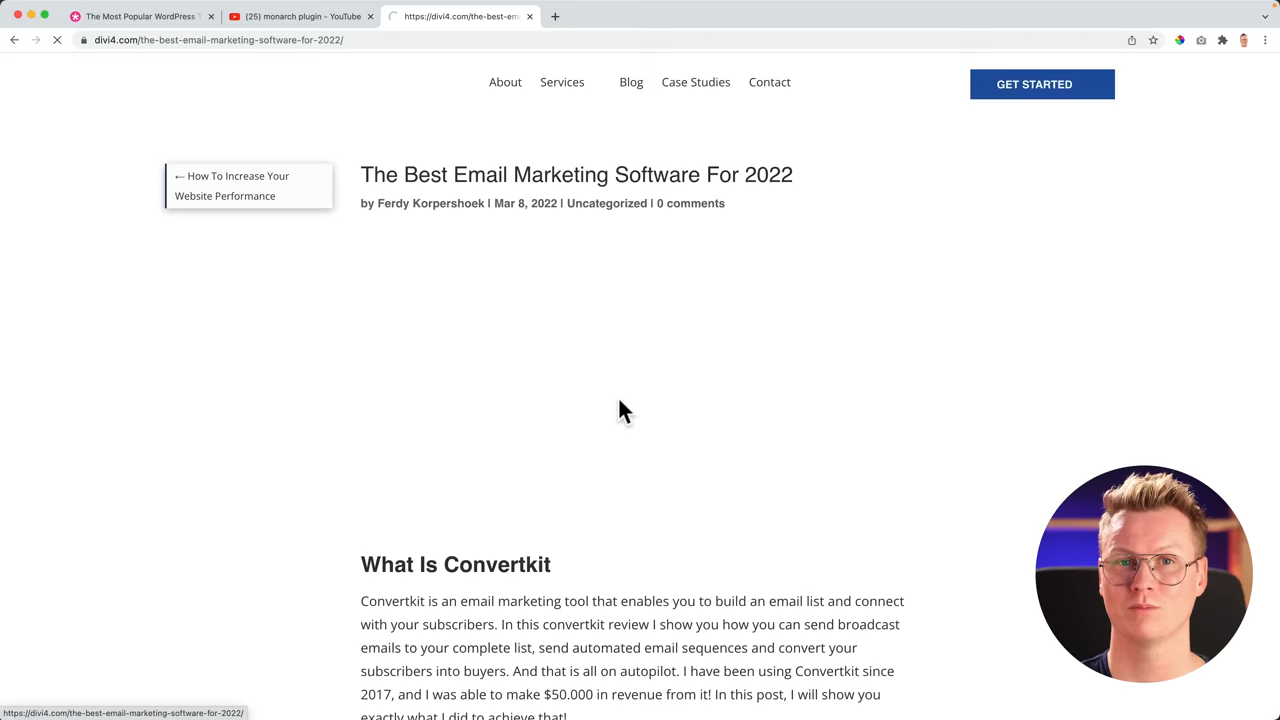 The Most Popular WordPress T
(25) monarch plugin - YouTube
https://divi4.com/the-best-ema
divi4.com/the-best-email-marketing-software-for-2022/
About Services Blog Case Studies Contact
GET STARTED
← How To Increase Your
Website Performance
The Best Email Marketing Software For 2022
by Ferdy Korpershoek | Mar 8, 2022 | Uncategorized | 0 comments
What Is Convertkit
Convertkit is an email marketing tool that enables you to build an email list and connect
with your subscribers. In this convertkit review I show you how you can send broadcast
emails to your complete list, send automated email sequences and convert your
subscribers into buyers. And that is all on autopilot. I have been using Convertkit since
2017, and I was able to make $50.000 in revenue from it! In this post, I will show you
exactly what I did to achieve that!
https://divi4.com/the-best-email-marketing-software-for-2022/